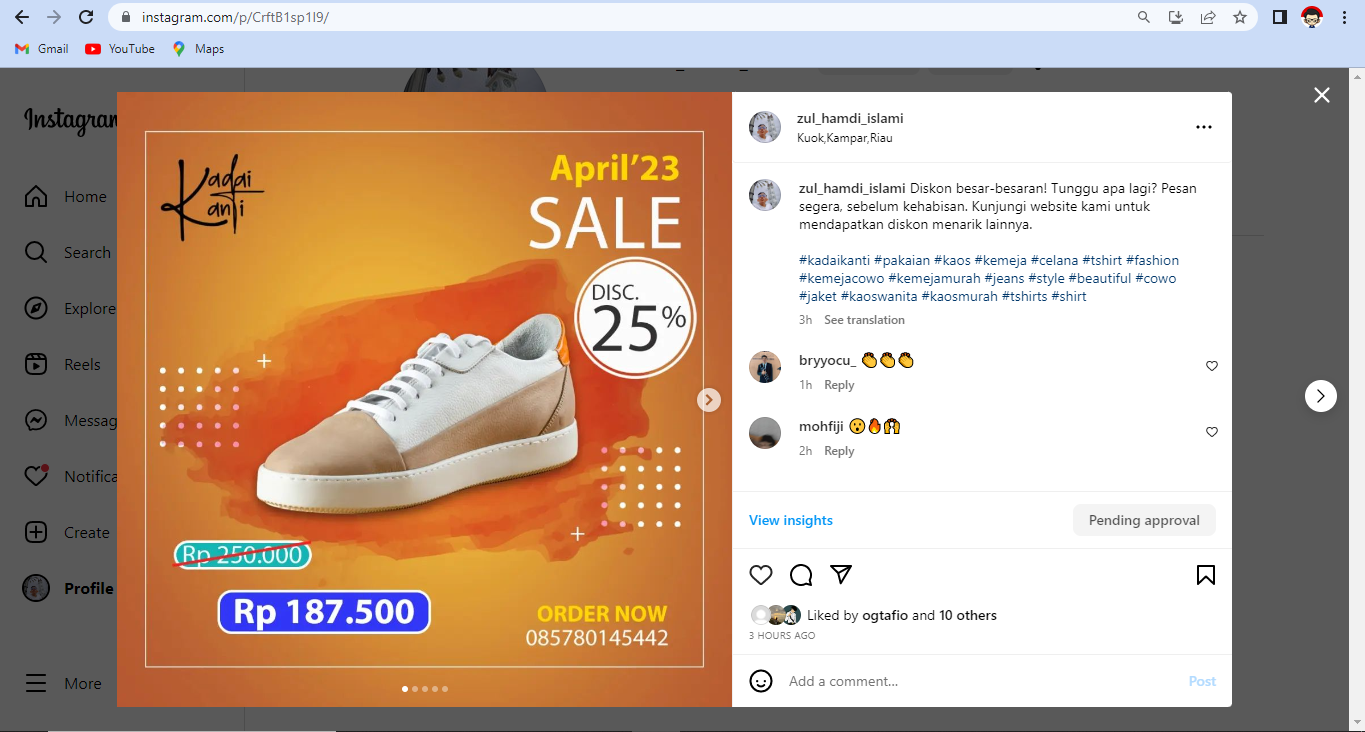 instagram.com/p/CrftB1sp1I9/
Gmail
YouTube
Maps
Instagram
Home
Search
Explore
Reels
Messag
Notifica
Create
Profile
More
Kadai
Kanti
April’23
SALE
DISC.
25%
Rp 250.000
Rp 187.500
ORDER NOW
085780145442
zul_hamdi_islami
Kuok,Kampar,Riau
zul_hamdi_islami Diskon besar-besaran! Tunggu apa lagi? Pesan
segera, sebelum kehabisan. Kunjungi website kami untuk
mendapatkan diskon menarik lainnya.
#kadaikanti #pakaian #kaos #kemeja #celana #tshirt #fashion
#kemejacowo #kemejamurah #jeans #style #beautiful #cowo
#jaket #kaoswanita #kaosmurah #tshirts #shirt
3h See translation
bryyocu_ 👏👏👏
1h Reply
mohfiji 😮🔥🙌
2h Reply
View insights
Pending approval
Liked by ogtafio and 10 others
3 HOURS AGO
Add a comment...
Post